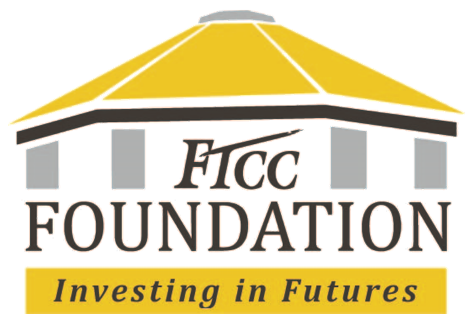 FTCC
FOUNDATION
Investing in Futures